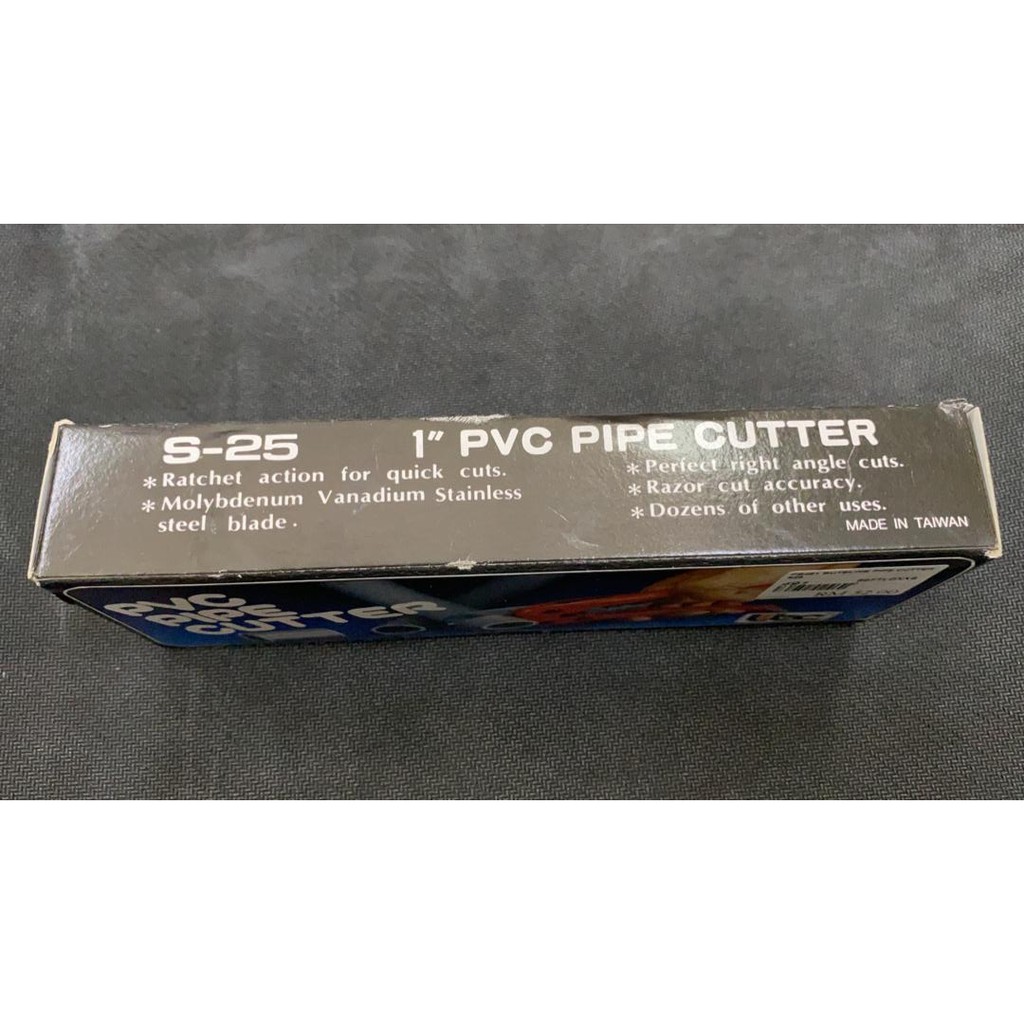 S-25 1" PVC PIPE CUTTER
*Ratchet action for quick cuts.
*Molybdenum Vanadium Stainless
steel blade.
*Perfect right angle cuts.
*Razor cut accuracy.
*Dozens of other uses.
MADE IN TAIWAN
PVC
PIPE
CUTTER